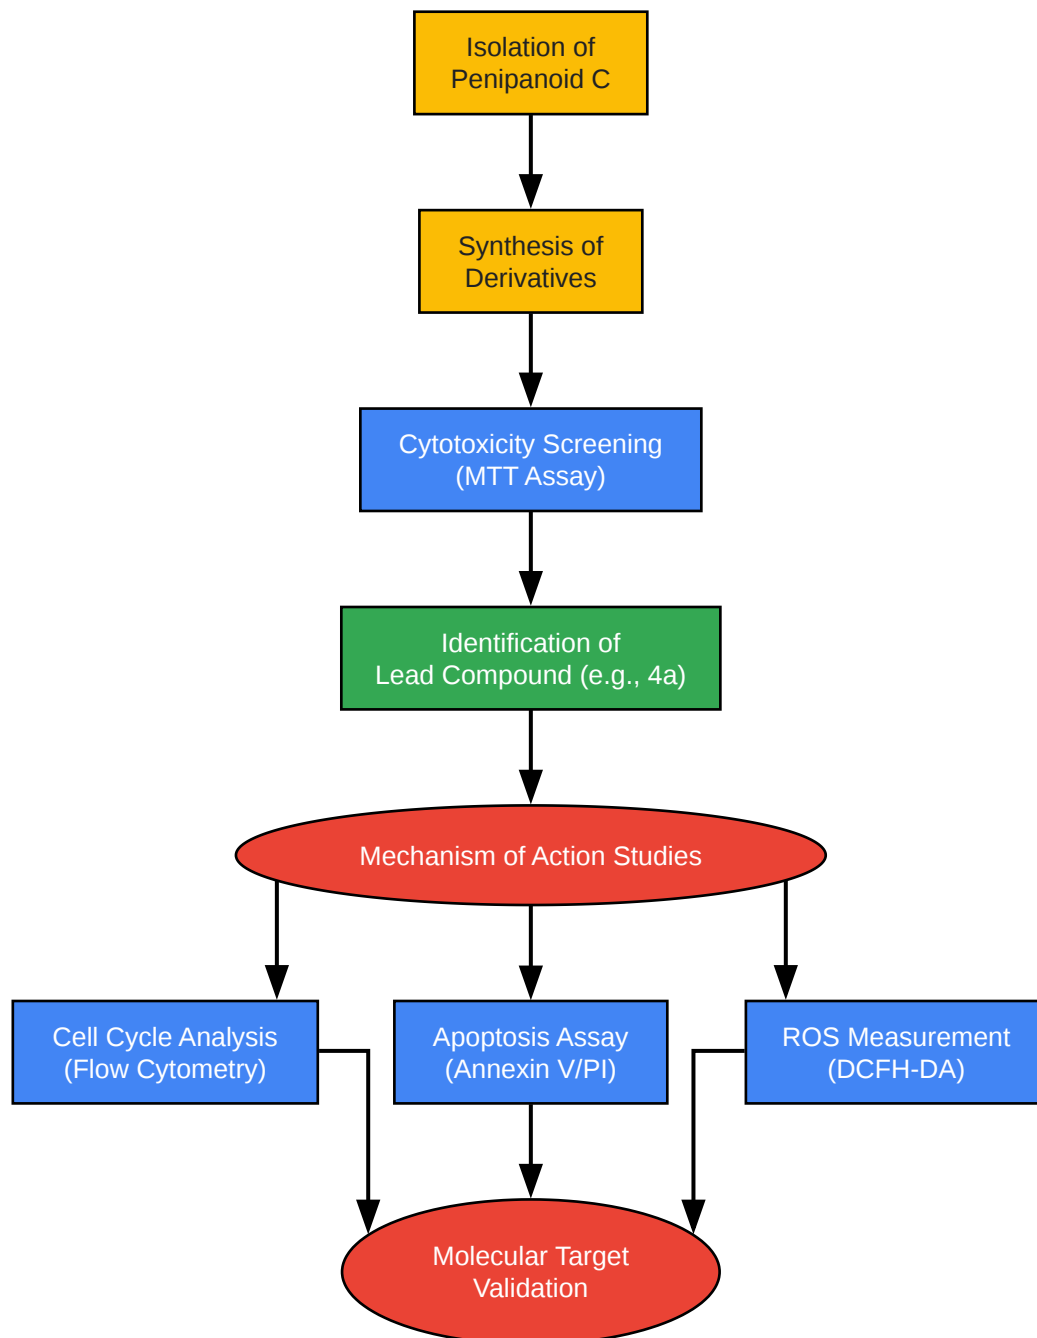 Isolation of
Penipanoid C
Synthesis of
Derivatives
Cytotoxicity Screening
(MTT Assay)
Identification of
Lead Compound (e.g., 4a)
Mechanism of Action Studies
Cell Cycle Analysis
(Flow Cytometry)
Apoptosis Assay
(Annexin V/PI)
ROS Measurement
(DCFH-DA)
Molecular Target
Validation